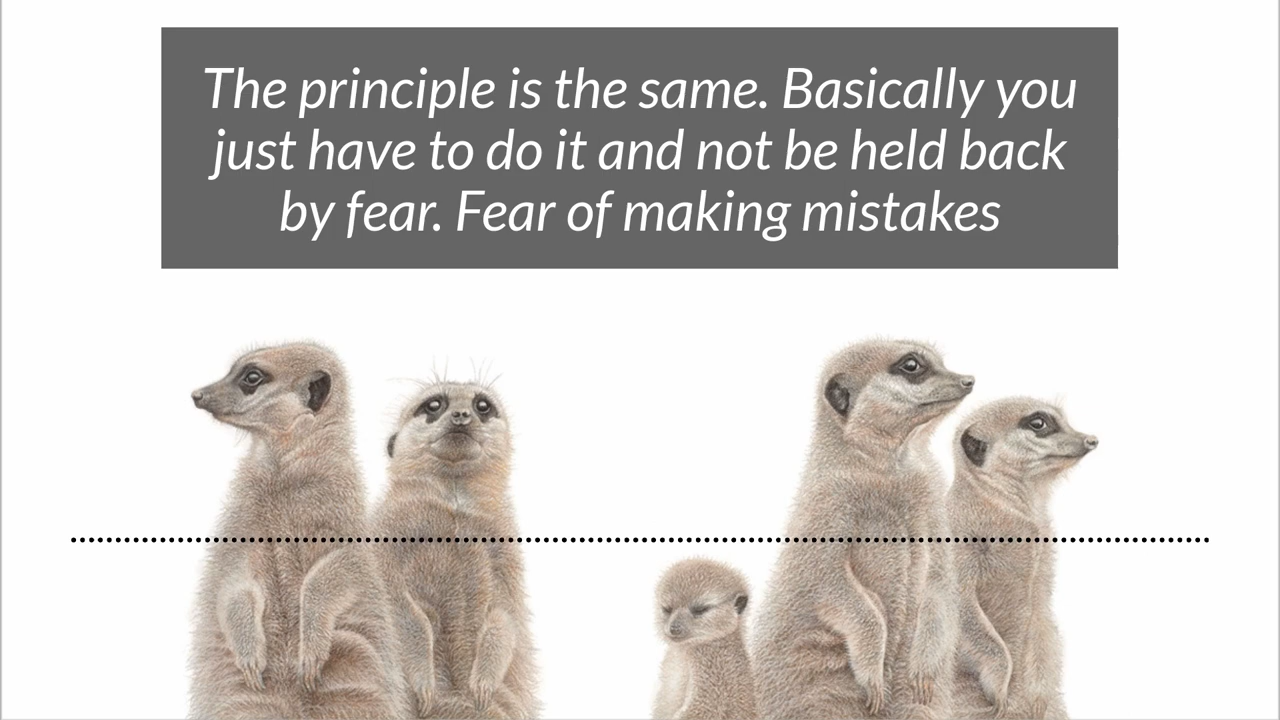 The principle is the same. Basically you
just have to do it and not be held back
by fear. Fear of making mistakes